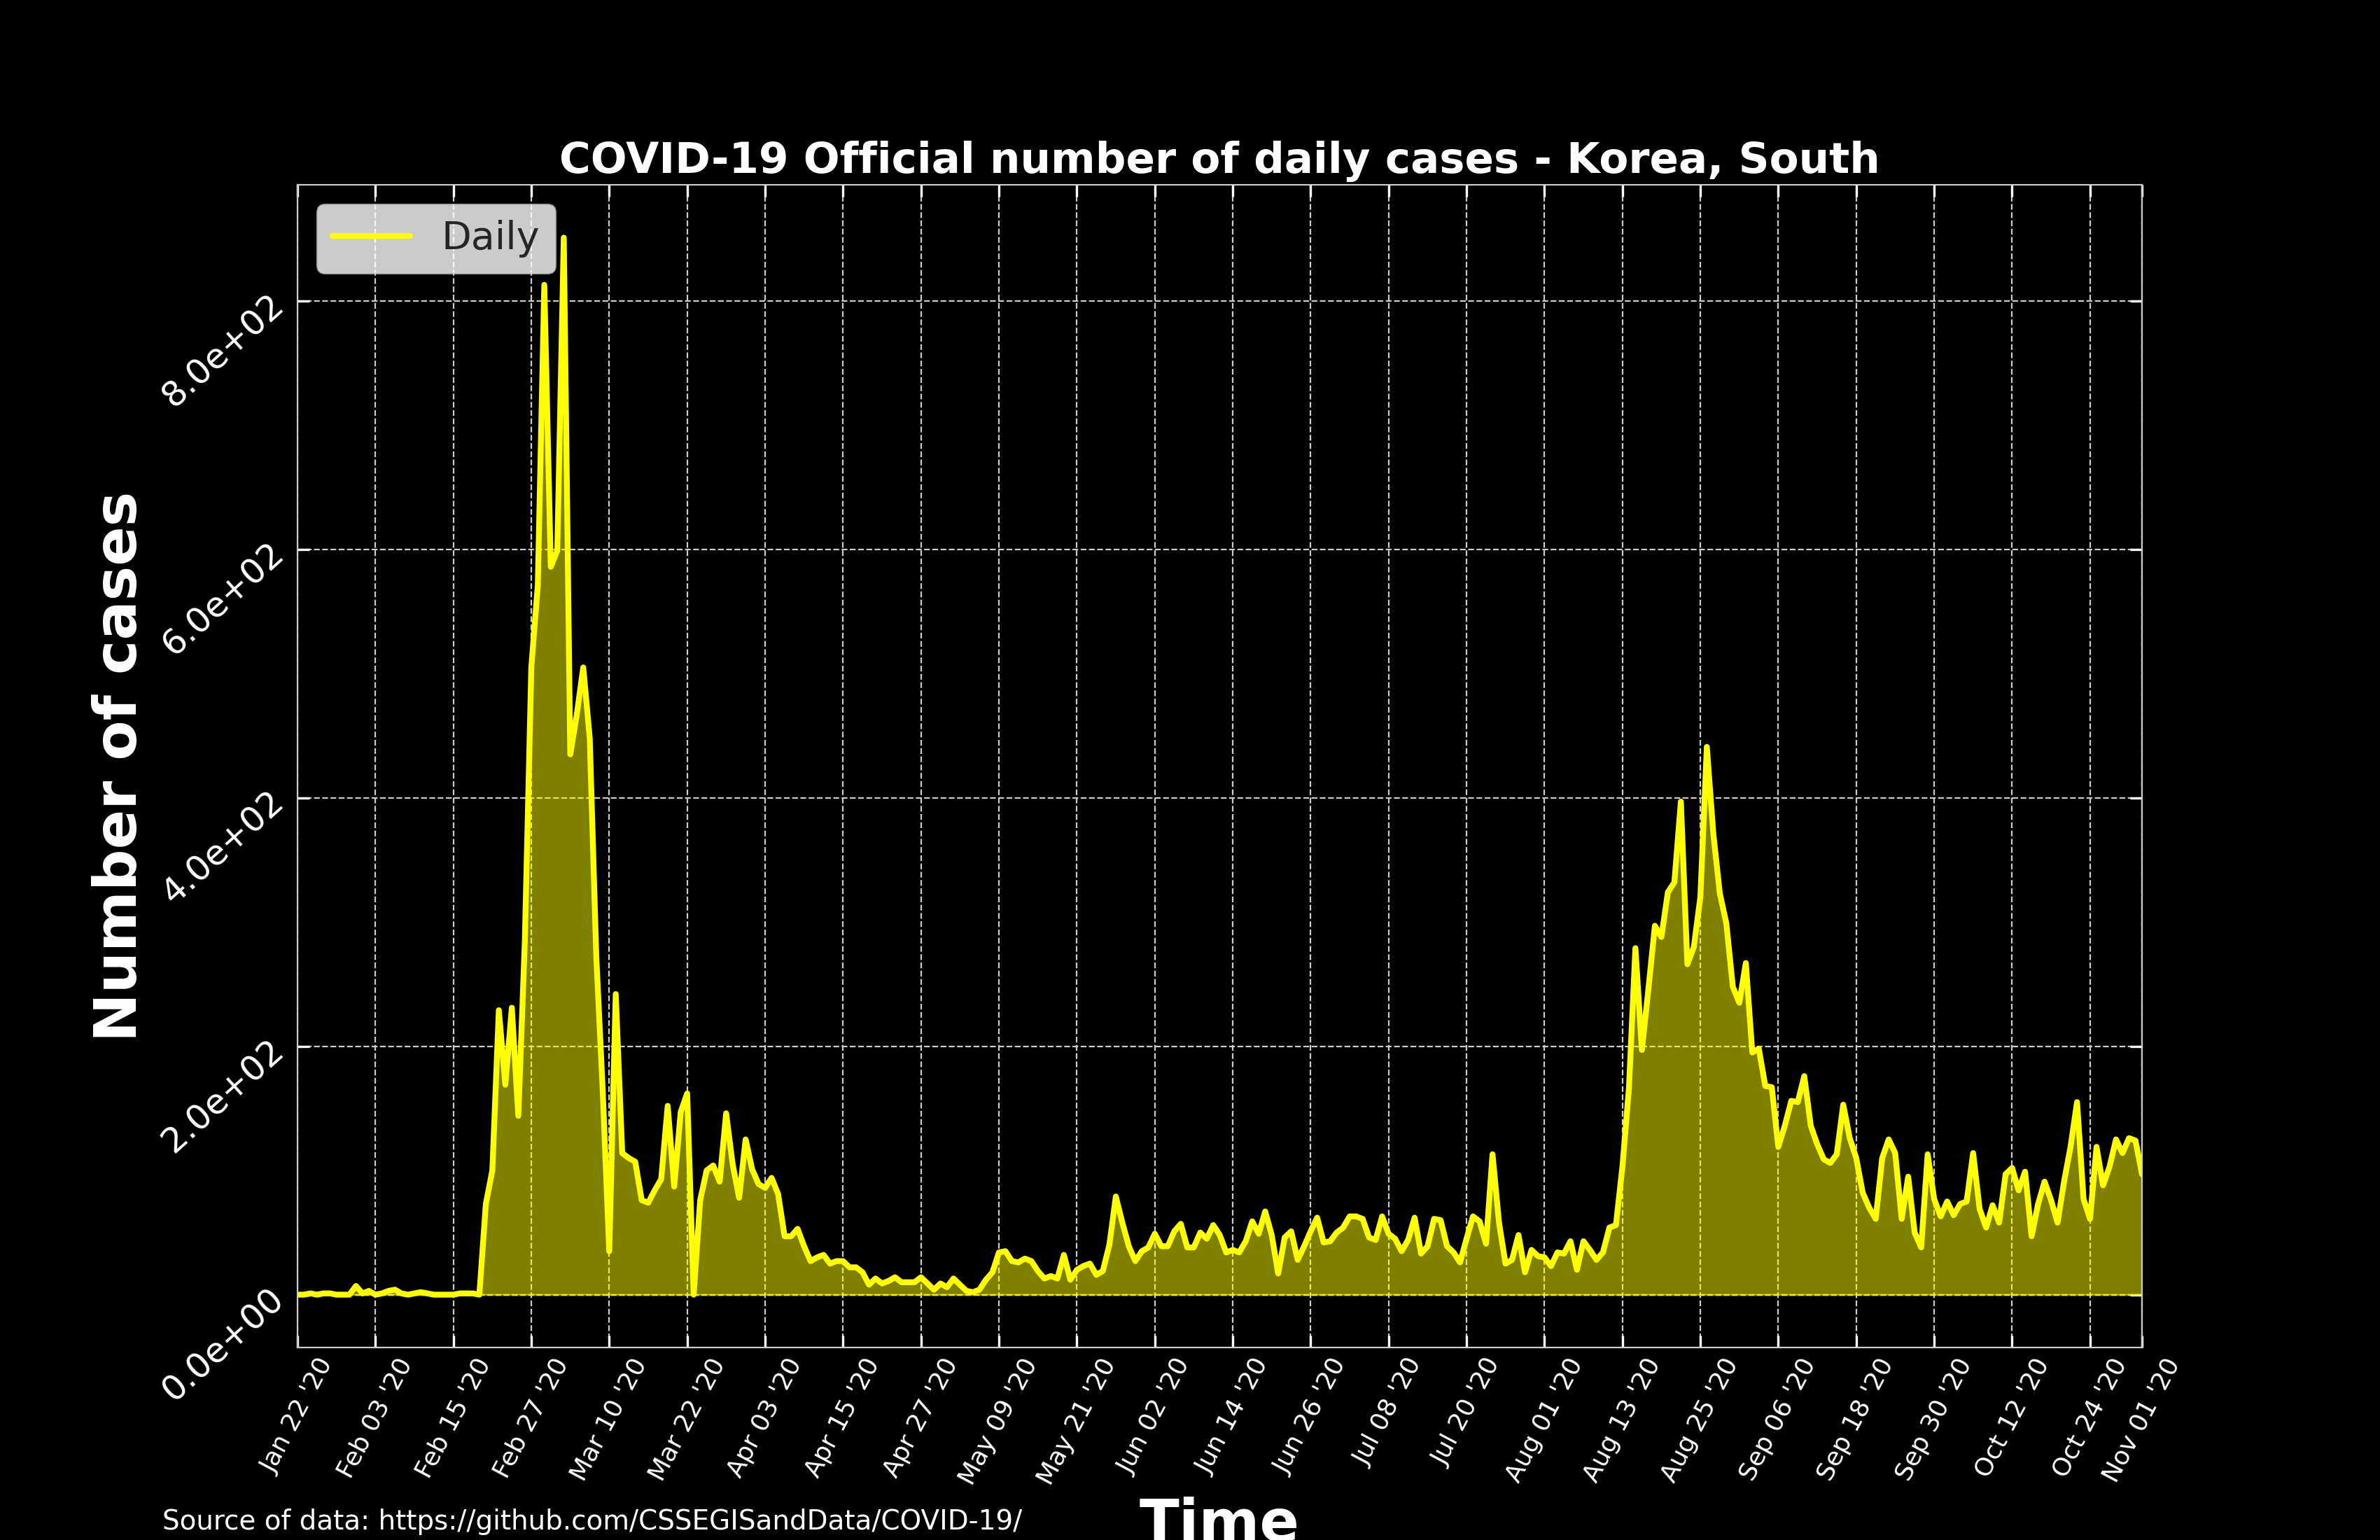 COVID-19 Official number of daily cases - Korea, South
Daily
Number of cases
8.0e+02
6.0e+02
4.0e+02
2.0e+02
0.0e+00
Jan 22 '20
Feb 03 '20
Feb 15 '20
Feb 27 '20
Mar 10 '20
Mar 22 '20
Apr 03 '20
Apr 15 '20
Apr 27 '20
May 09 '20
May 21 '20
Jun 02 '20
Jun 14 '20
Jun 26 '20
Jul 08 '20
Jul 20 '20
Aug 01 '20
Aug 13 '20
Aug 25 '20
Sep 06 '20
Sep 18 '20
Sep 30 '20
Oct 12 '20
Oct 24 '20
Nov 01 '20
Time
Source of data: https://github.com/CSSEGISandData/COVID-19/